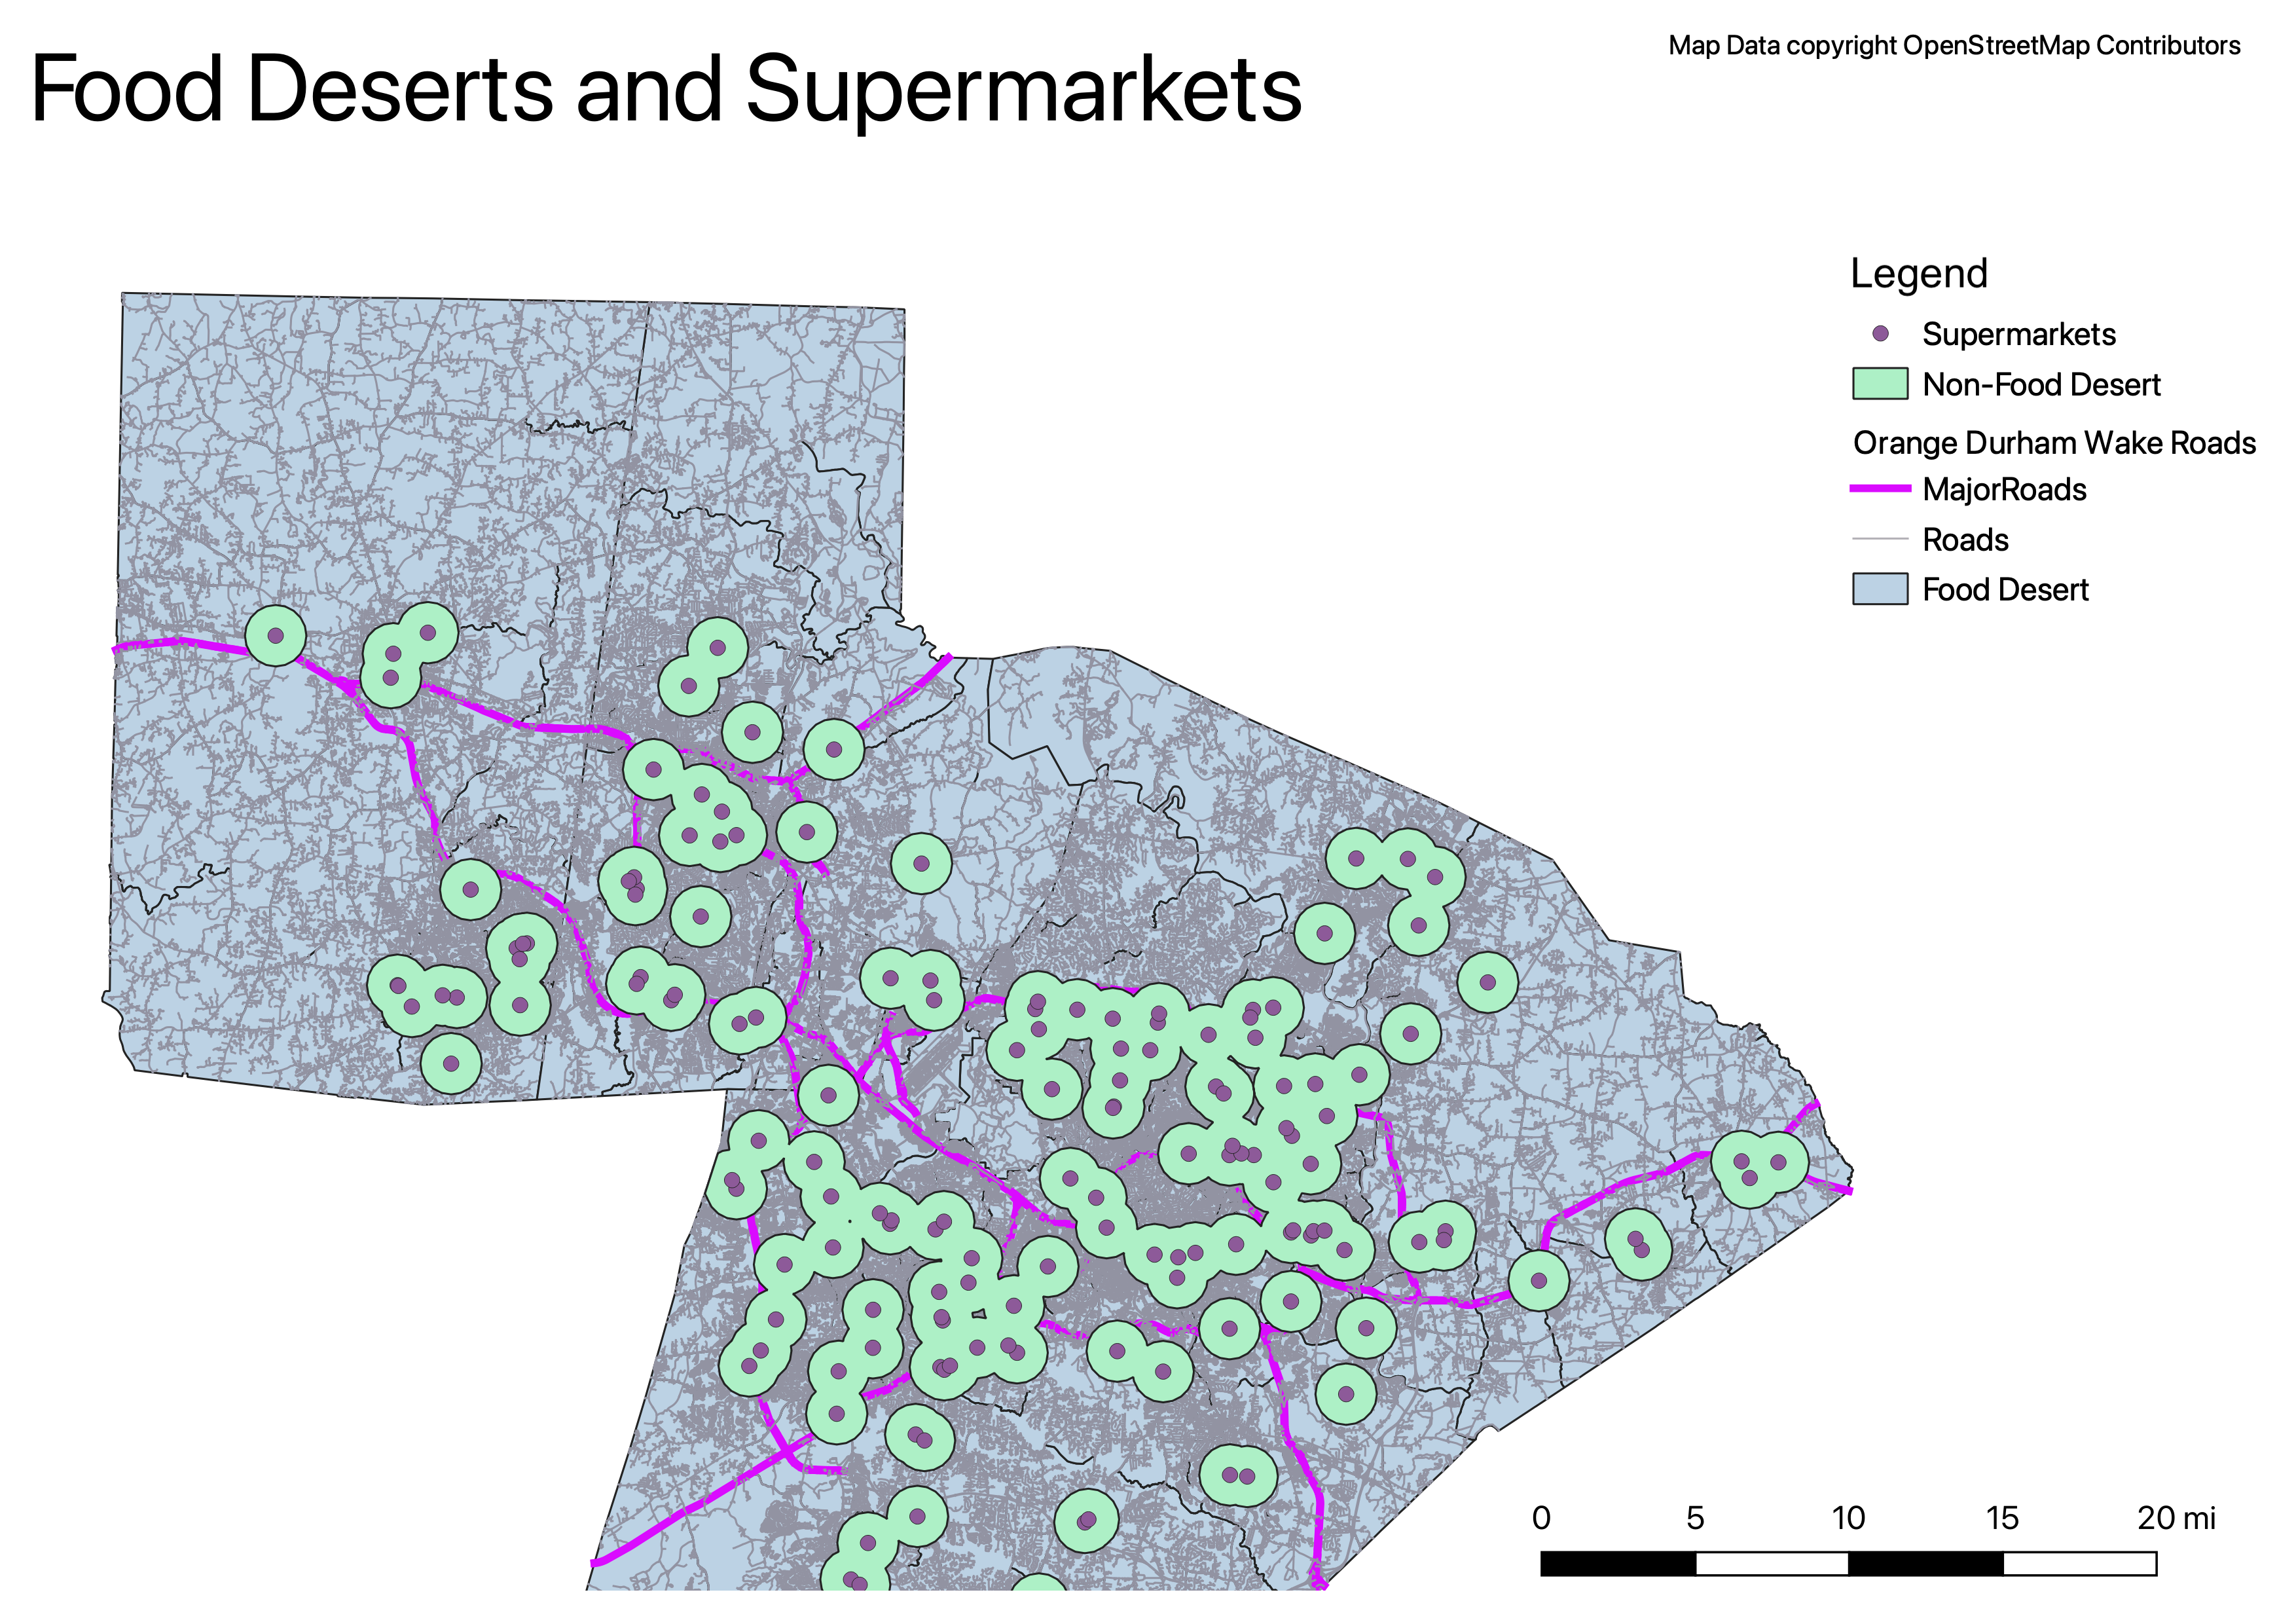 Food Deserts and Supermarkets
Map Data copyright OpenStreetMap Contributors
Legend
Supermarkets
Non-Food Desert
Orange Durham Wake Roads
MajorRoads
Roads
Food Desert
0 5 10 15 20 mi